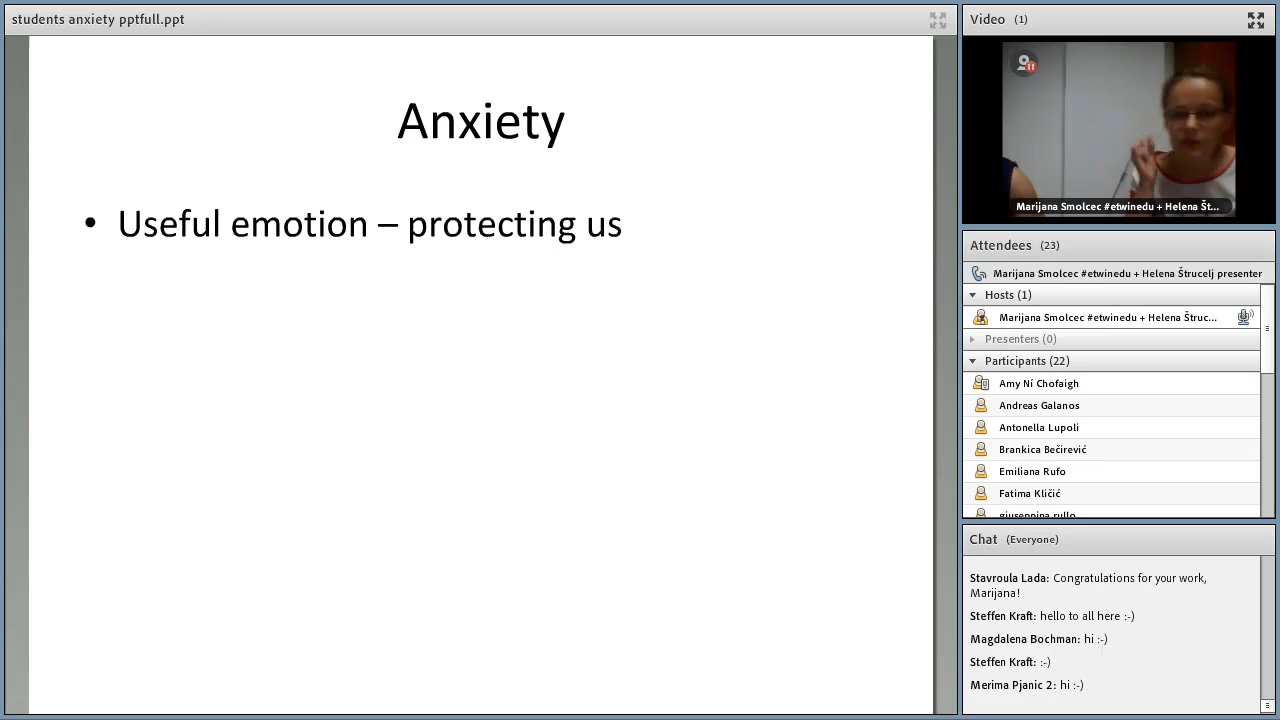 students anxiety pptfull.ppt
Anxiety
• Useful emotion – protecting us
Video (1)
Marijana Smolcec #etwinedu + Helena Št...
Attendees (23)
Marijana Smolcec #etwinedu + Helena Štrucelj presenter
Hosts (1)
Marijana Smolcec #etwinedu + Helena Štruc...
Presenters (0)
Participants (22)
Amy Ní Chofaigh
Andreas Galanos
Antonella Lupoli
Brankica Bečirević
Emiliana Rufo
Fatima Kličić
giuseppina rullo
Chat (Everyone)
Stavroula Lada: Congratulations for your work,
Marijana!
Steffen Kraft: hello to all here :-)
Magdalena Bochman: hi :-)
Steffen Kraft: :-)
Merima Pjanic 2: hi :-)